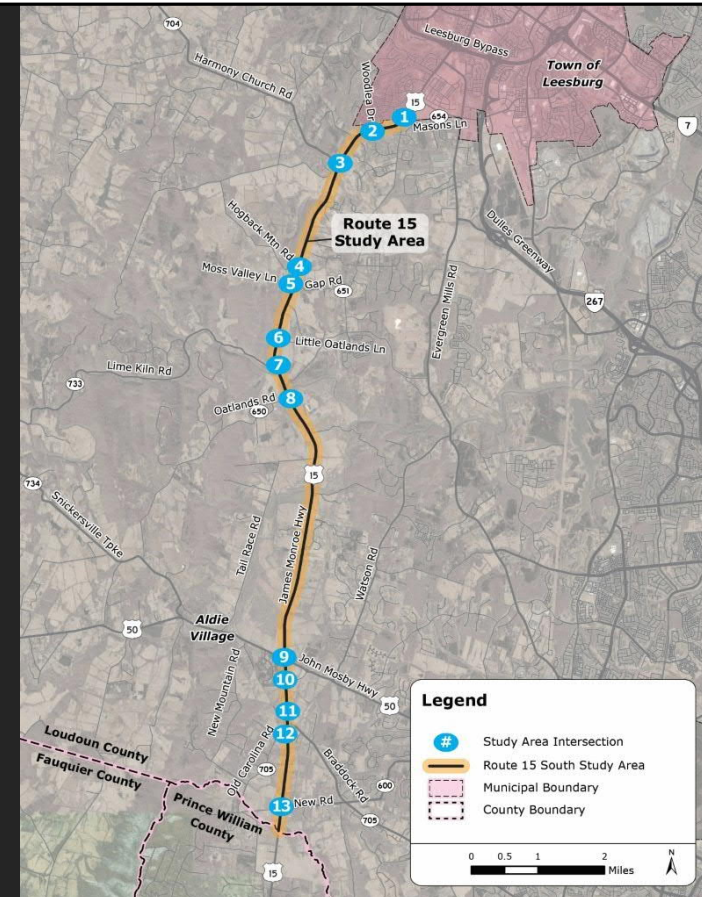 704
Harmony Church Rd
Leesburg Bypass
Town of
Leesburg
Woodlea Dr
15
654
1
Masons Ln
2
7
3
Hogback Mtn Rd
Route 15
Study Area
Dulles Greenway
4
Moss Valley Ln
5
Gap Rd
651
Evergreen Mills Rd
267
6
Little Oatlands Ln
7
Lime Kiln Rd
733
Oatlands Rd
650
8
15
734
Snickersville Tpke
Tail Race Rd
James Monroe Hwy
Watson Rd
Aldie
Village
50
9
John Mosby Hwy
10
50
New Mountain Rd
11
12
Old Carolina Rd
Braddock Rd
Loudoun County
Fauquier County
705
600
Prince William
County
13
New Rd
705
15
Legend
# Study Area Intersection
Route 15 South Study Area
Municipal Boundary
County Boundary
0 0.5 1 2
Miles
N